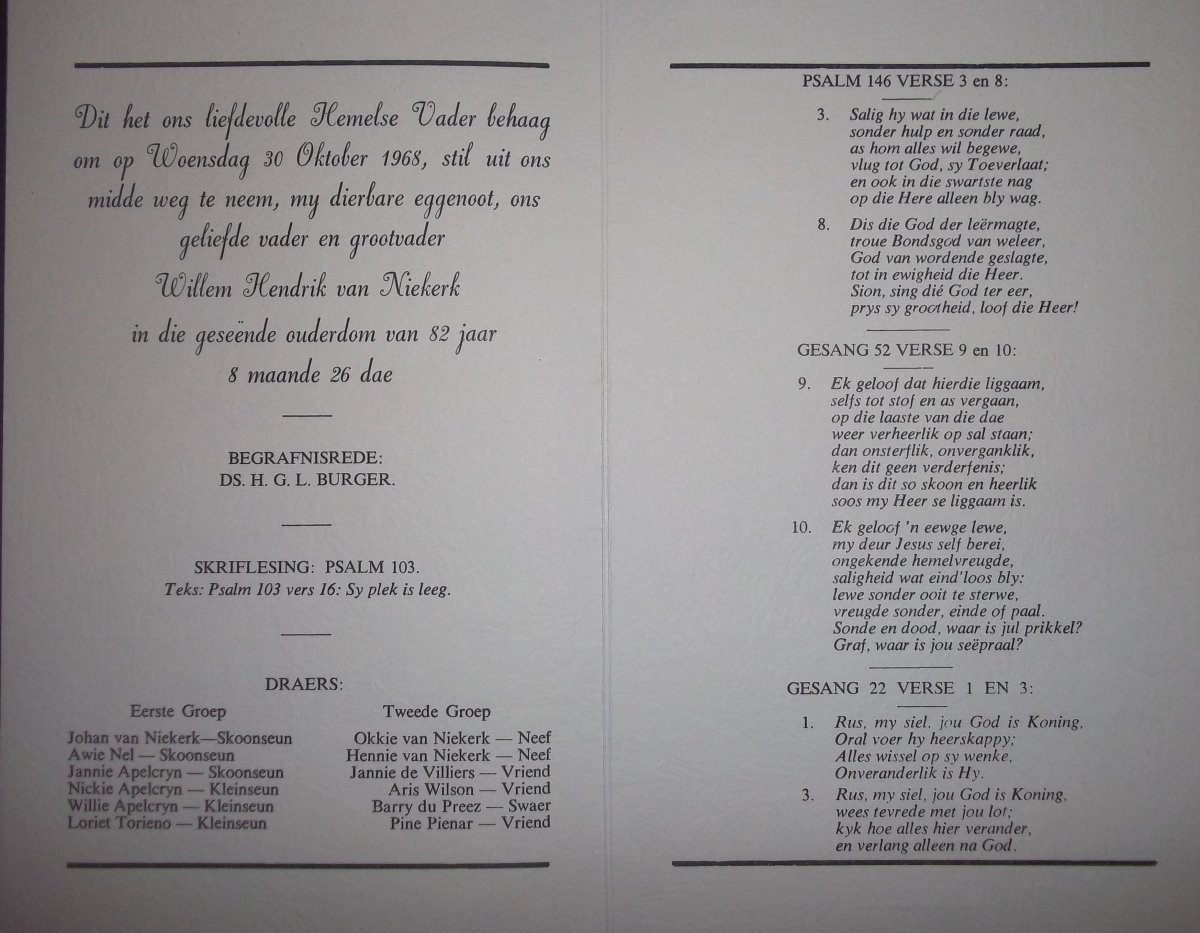 Dit het ons liefdevolle Hemelse Vader behaag
om op Woensdag 30 Oktober 1968, stil uit ons
midde weg te neem, my dierbare eggenoot, ons
geliefde vader en grootvader
Willem Hendrik van Niekerk
in die geseënde ouderdom van 82 jaar
8 maande 26 dae
BEGRAFNISREDE:
DS. H. G. L. BURGER.
SKRIFLESING: PSALM 103.
Teks: Psalm 103 vers 16: Sy plek is leeg.
DRAERS:
Eerste Groep
Johan van Niekerk—Skoonseun
Awie Nel — Skoonseun
Jannie Apelcryn — Skoonseun
Nickie Apelcryn — Kleinseun
Willie Apelcryn — Kleinseun
Loriet Torieno — Kleinseun
Tweede Groep
Okkie van Niekerk — Neef
Hennie van Niekerk — Neef
Jannie de Villiers — Vriend
Aris Wilson — Vriend
Barry du Preez — Swaer
Pine Pienar — Vriend
PSALM 146 VERSE 3 en 8:
3. Salig hy wat in die lewe,
sonder hulp en sonder raad,
as hom alles wil begewe,
vlug tot God, sy Toeverlaat;
en ook in die swartste nag
op die Here alleen bly wag.
8. Dis die God der leërmagte,
troue Bondsgod van weleer,
God van wordende geslagte,
tot in ewigheid die Heer.
Sion, sing dié God ter eer,
prys sy grootheid, loof die Heer!
GESANG 52 VERSE 9 en 10:
9. Ek geloof dat hierdie liggaam,
selfs tot stof en as vergaan,
op die laaste van die dae
weer verheerlik op sal staan;
dan onsterflik, onverganklik,
ken dit geen verderfenis;
dan is dit so skoon en heerlik
soos my Heer se liggaam is.
10. Ek geloof 'n eewge lewe,
my deur Jesus self berei,
ongekende hemelvreugde,
saligheid wat eind'loos bly:
lewe sonder ooit te sterwe,
vreugde sonder, einde of paal.
Sonde en dood, waar is jul prikkel?
Graf, waar is jou seëpraal?
GESANG 22 VERSE 1 EN 3:
1. Rus, my siel. jou God is Koning,
Oral voer hy heerskappy;
Alles wissel op sy wenke,
Onveranderlik is Hy.
3. Rus, my siel, jou God is Koning,
wees tevrede met jou lot;
kyk hoe alles hier verander,
en verlang alleen na God.